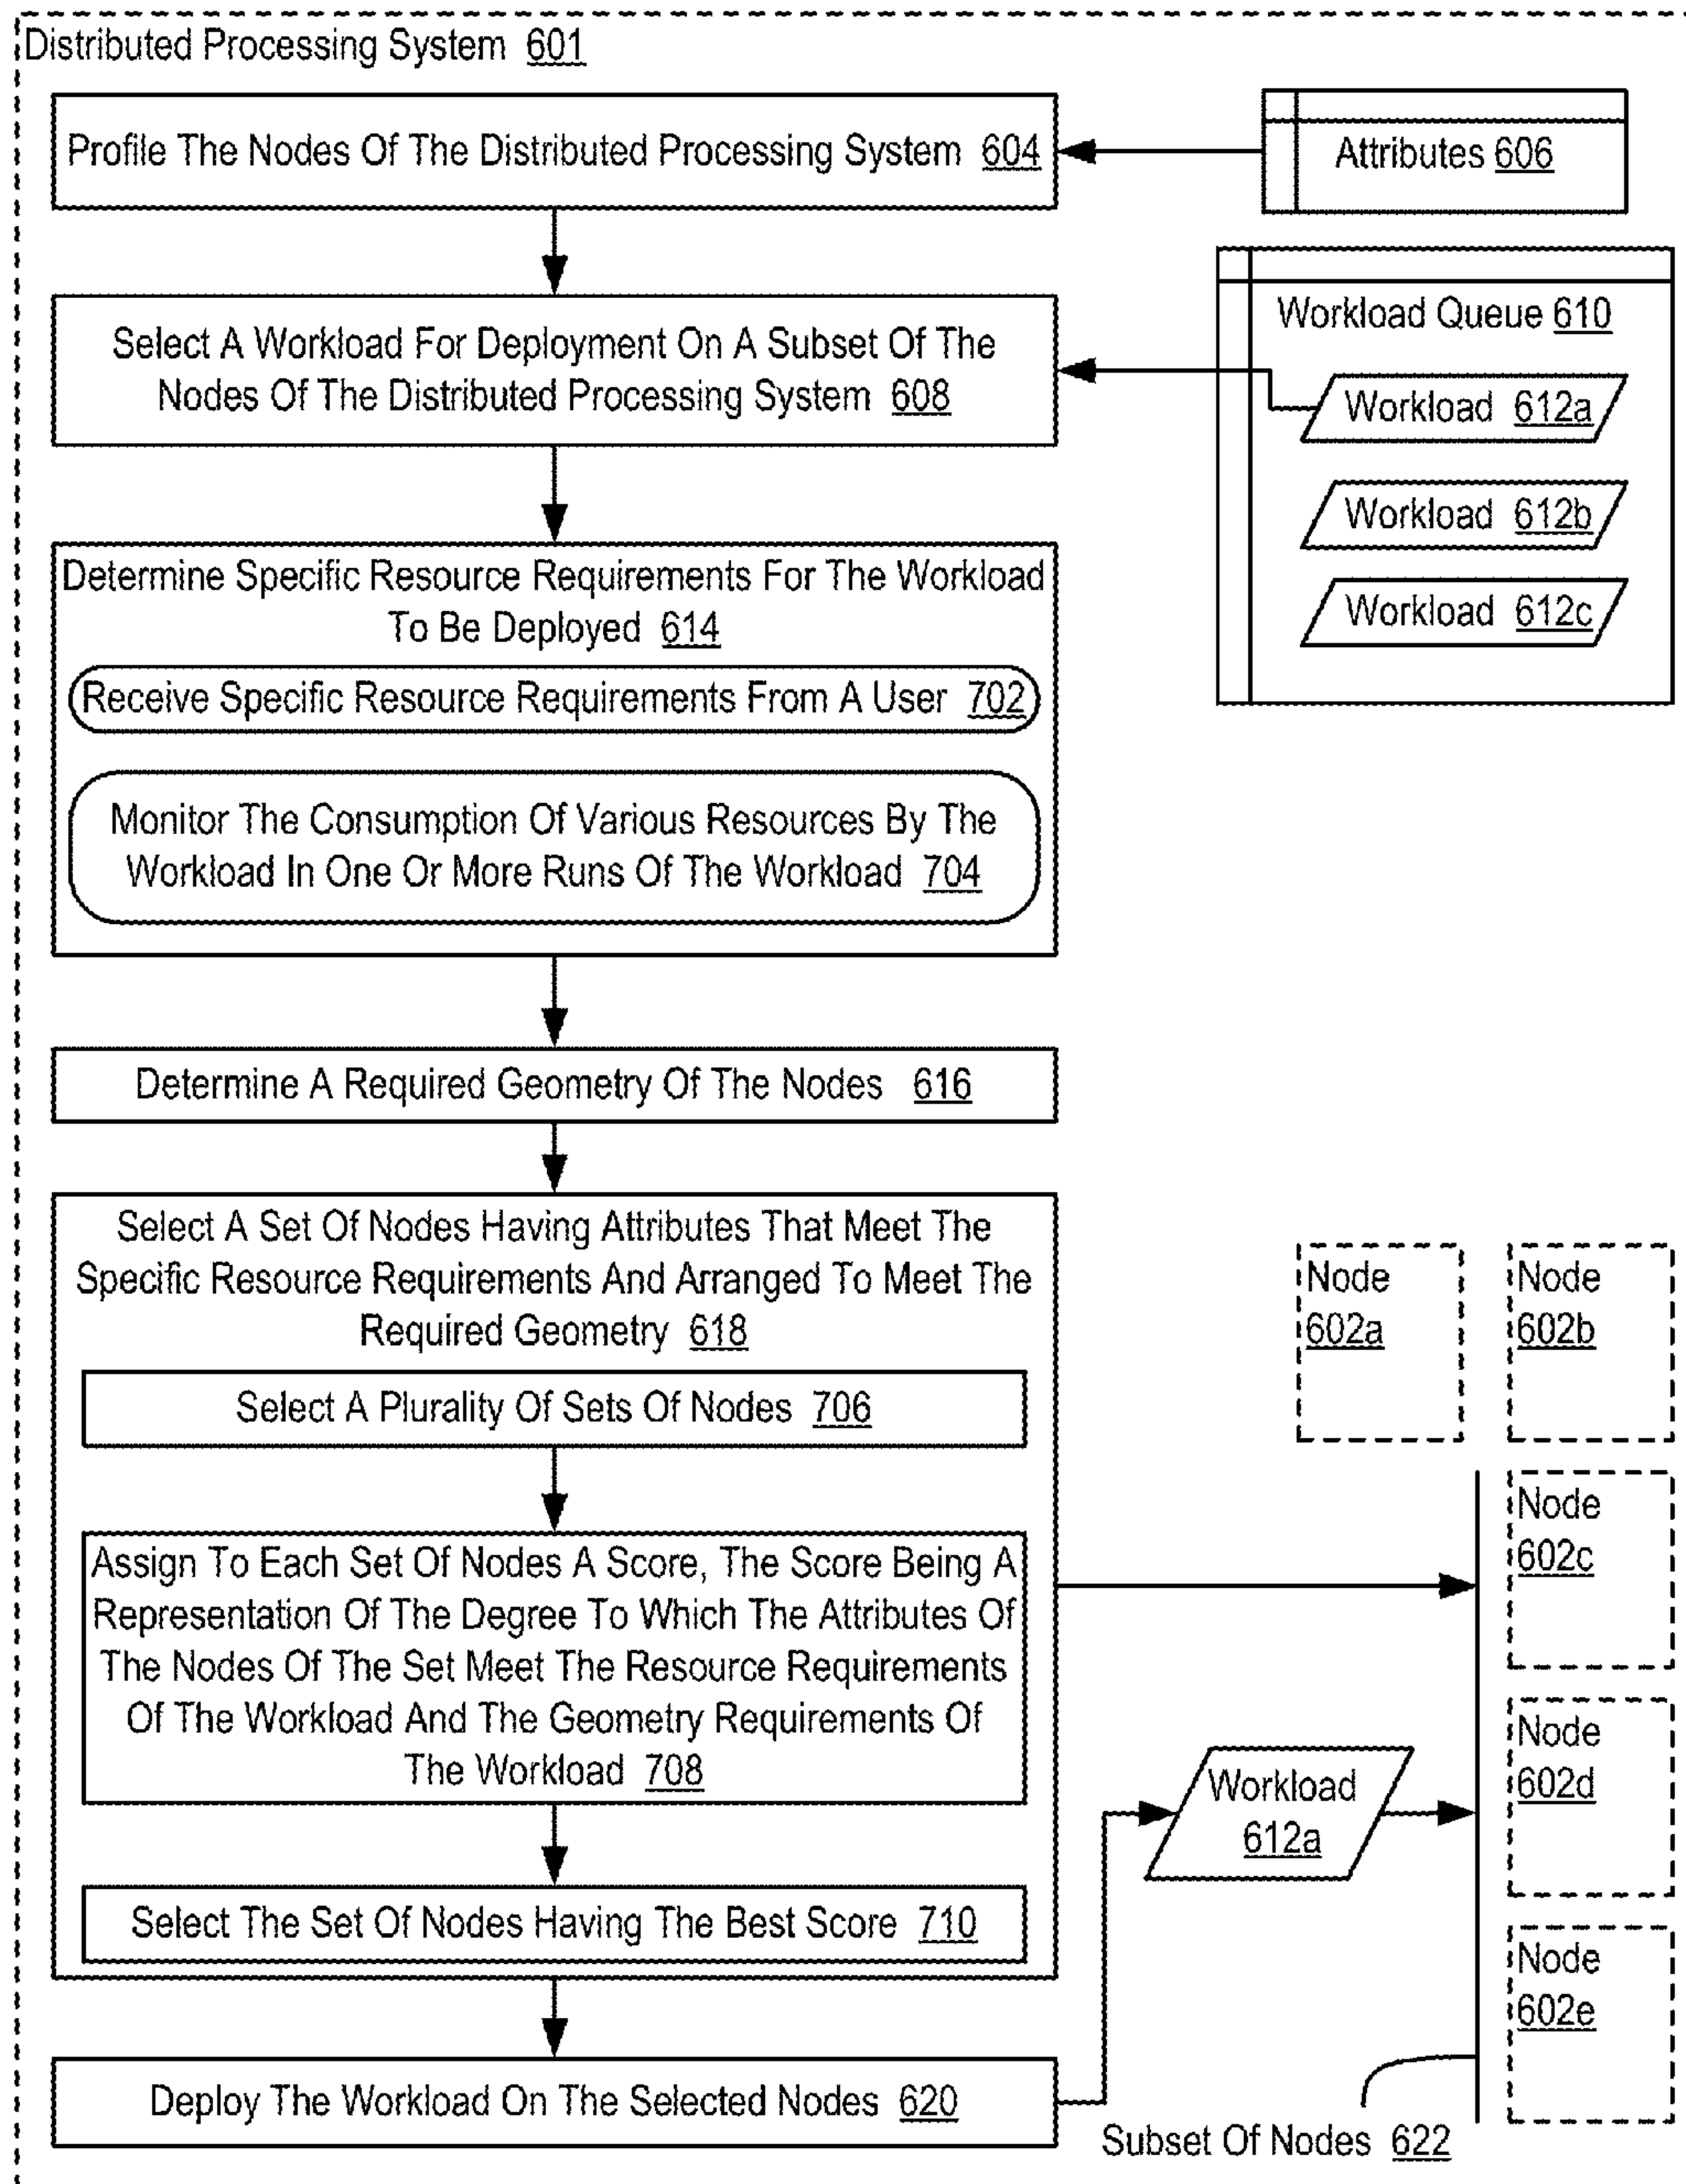 Distributed Processing System 601
Profile The Nodes Of The Distributed Processing System 604
Attributes 606
Select A Workload For Deployment On A Subset Of The
Nodes Of The Distributed Processing System 608
Workload Queue 610
Workload 612a
Workload 612b
Workload 612c
Determine Specific Resource Requirements For The Workload
To Be Deployed 614
Receive Specific Resource Requirements From A User 702
Monitor The Consumption Of Various Resources By The
Workload In One Or More Runs Of The Workload 704
Determine A Required Geometry Of The Nodes 616
Select A Set Of Nodes Having Attributes That Meet The
Specific Resource Requirements And Arranged To Meet The
Required Geometry 618
Select A Plurality Of Sets Of Nodes 706
Assign To Each Set Of Nodes A Score, The Score Being A
Representation Of The Degree To Which The Attributes Of
The Nodes Of The Set Meet The Resource Requirements
Of The Workload And The Geometry Requirements Of
The Workload 708
Select The Set Of Nodes Having The Best Score 710
Deploy The Workload On The Selected Nodes 620
Node
602a
Node
602b
Node
602c
Node
602d
Node
602e
Workload
612a
Subset Of Nodes 622